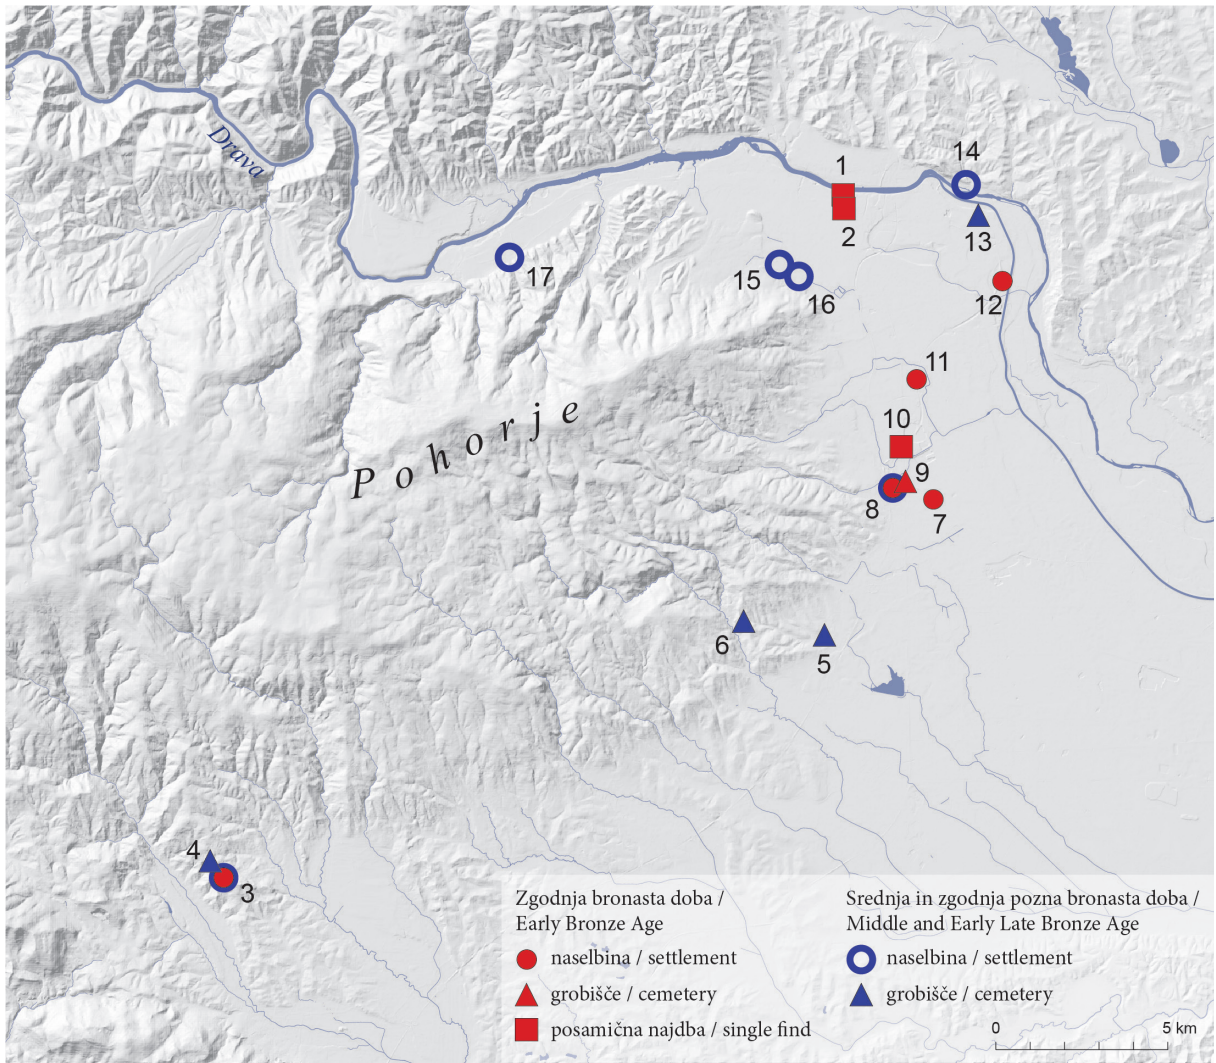 Drava
1
2
14
13
17
15
16
12
11
10
9
8
7
Pohorje
6
5
4
3
Zgodnja bronasta doba /
Early Bronze Age
naselbina / settlement
grobišče / cemetery
posamična najdba / single find
Srednja in zgodnja pozna bronasta doba /
Middle and Early Late Bronze Age
naselbina / settlement
grobišče / cemetery
0 5 km